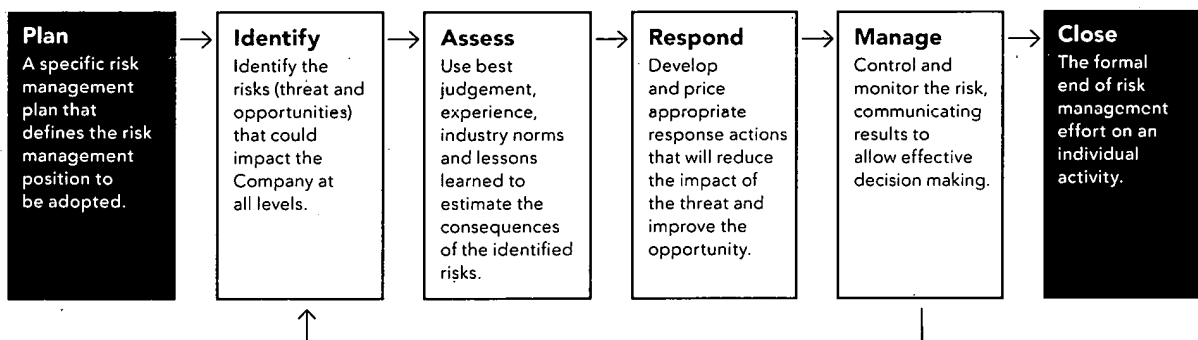 Plan
A specific risk
management
plan that
defines the risk
management
position to
be adopted.
Identify
Identify the
risks (threat and
opportunities)
that could
impact the
Company at
all levels.
Assess
Use best
judgement,
experience,
industry norms
and lessons
learned to
estimate the
consequences
of the identified
risks.
Respond
Develop
and price
appropriate
response actions
that will reduce
the impact of
the threat and
improve the
opportunity.
Manage
Control and
monitor the risk,
communicating
results to
allow effective
decision making.
Close
The formal
end of risk
management
effort on an
individual
activity.